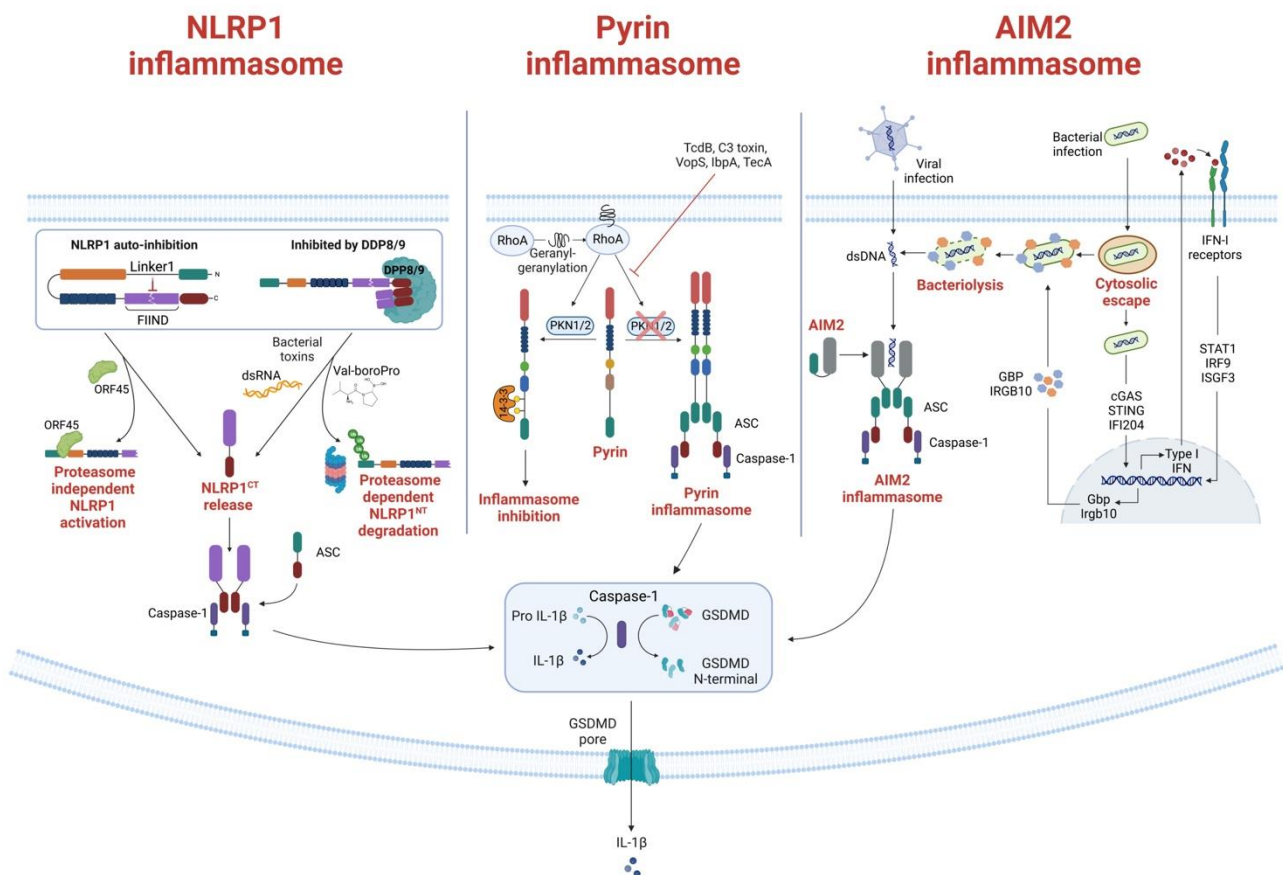 NLRP1
inflammasome
Pyrin
inflammasome
AIM2
inflammasome
NLRP1 auto-inhibition
Linker1
N
C
FIIND
Inhibited by DDP8/9
DPP8/9
ORF45
dsRNA
Bacterial
toxins
Val-boroPro
ORF45
Proteasome
independent
NLRP1
activation
NLRP1CT
release
Proteasome
dependent
NLRP1NT
degradation
ASC
Caspase-1
TcdB, C3 toxin,
VopS, IbpA, TecA
RhoA
Geranyl-
geranylation
RhoA
PKN1/2
PKN1/2
14-3-3
Pyrin
ASC
Caspase-1
Inflammasome
inhibition
Pyrin
inflammasome
Viral
infection
Bacterial
infection
dsDNA
Bacteriolysis
Cytosolic
escape
IFN-I
receptors
AIM2
ASC
Caspase-1
AIM2
inflammasome
GBP
IRGB10
cGAS
STING
IFI204
STAT1
IRF9
ISGF3
Type I
IFN
Gbp
Irgb10
Caspase-1
Pro IL-1β
IL-1β
GSDMD
GSDMD
N-terminal
GSDMD
pore
IL-1β